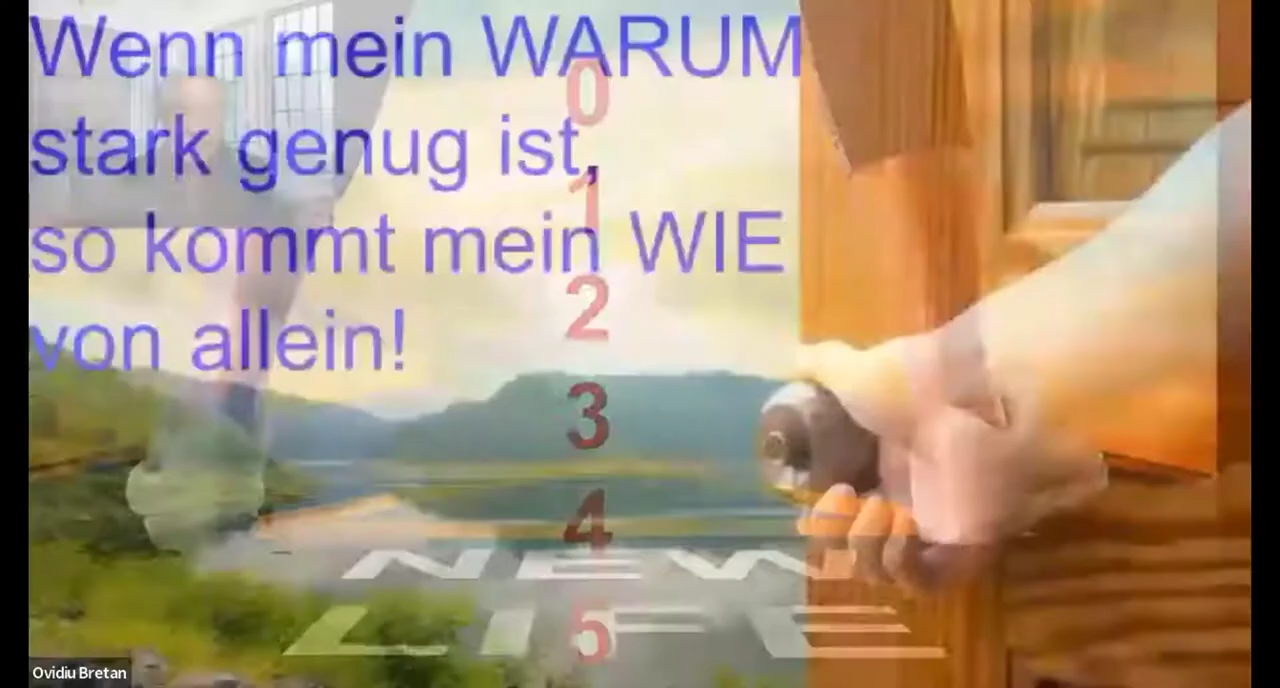 Wenn mein WARUM
stark genug ist,
so kommt mein WIE
von allein!
0
1
2
3
4
5
NEW
LIFE
Ovidiu Bretan